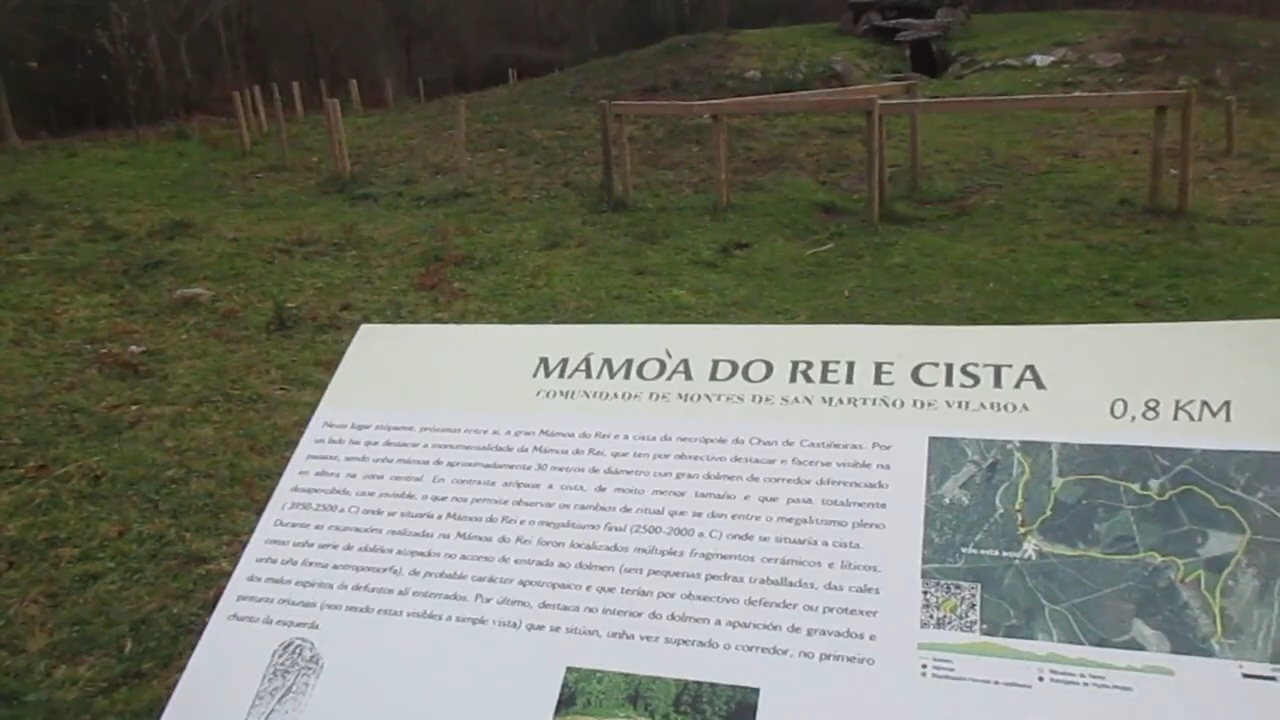 MÁMOA DO REI E CISTA
COMUNIDADE DE MONTES DE SAN MARTIÑO DE VILABOA
0,8 KM
Neste lugar atópanse, próximos entre si, a gran Mámoa do Rei e a cista da necrópole da Chan de Castiñeiras. Por
un lado hai que destacar a monumentalidade da Mámoa do Rei, que ten por obxectivo destacar e facerse visible na
paisaxe, sendo unha mámoa de aproximadamente 30 metros de diámetro cun gran dolmen de corredor diferenciado
en altura na zona central. En contraste atópase a cista, de moito menor tamaño e que pasa totalmente
desapercibida, case invisible, o que nos permite observar os cambios de ritual que se dan entre o megalitismo pleno
(3950-2500 a.C) onde se situaría a Mámoa do Rei e o megalitismo final (2500-2000 a.C) onde se situaría a cista.
Durante as escavacións realizadas na Mámoa do Rei foron localizados múltiples fragmentos cerámicos e líticos,
como unha serie de idoliños atopados no acceso de entrada ao dolmen (seis pequenas pedras traballadas, das cales
unha tiña forma antropomorfa), de probable carácter apotropaico e que terían por obxectivo defender ou protexer
dos malos espíritos ós defuntos alí enterrados. Por último, destaca no interior do dolmen a aparición de gravados e
pinturas orixinais (non sendo estas visibles a simple vista) que se sitúan, unha vez superado o corredor, no primeiro
chanto da esquerda.